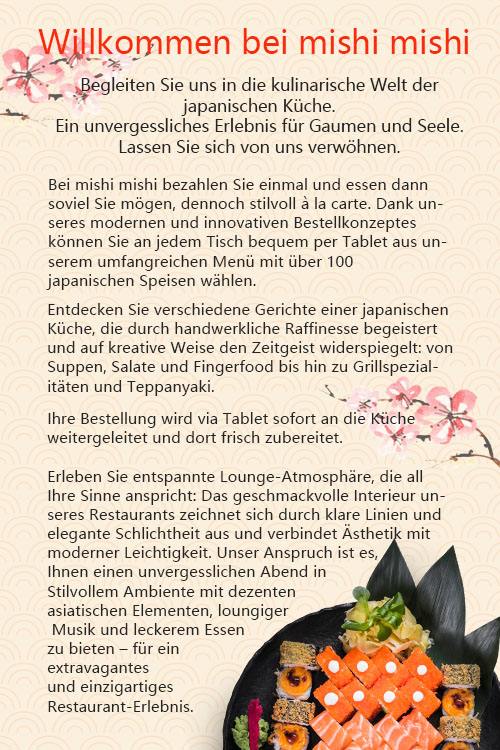 Willkommen bei mishi mishi
Begleiten Sie uns in die kulinarische Welt der
japanischen Küche.
Ein unvergessliches Erlebnis für Gaumen und Seele.
Lassen Sie sich von uns verwöhnen.
Bei mishi mishi bezahlen Sie einmal und essen dann
soviel Sie mögen, dennoch stilvoll à la carte. Dank un-
seres modernen und innovativen Bestellkonzeptes
können Sie an jedem Tisch bequem per Tablet aus un-
serem umfangreichen Menü mit über 100
japanischen Speisen wählen.
Entdecken Sie verschiedene Gerichte einer japanischen
Küche, die durch handwerkliche Raffinesse begeistert
und auf kreative Weise den Zeitgeist widerspiegelt: von
Suppen, Salate und Fingerfood bis hin zu Grillspezial-
itäten und Teppanyaki.
Ihre Bestellung wird via Tablet sofort an die Küche
weitergeleitet und dort frisch zubereitet.
Erleben Sie entspannte Lounge-Atmosphäre, die all
Ihre Sinne anspricht: Das geschmackvolle Interieur un-
seres Restaurants zeichnet sich durch klare Linien und
elegante Schlichtheit aus und verbindet Ästhetik mit
moderner Leichtigkeit. Unser Anspruch ist es,
Ihnen einen unvergesslichen Abend in
Stilvollem Ambiente mit dezenten
asiatischen Elementen, loungiger
Musik und leckerem Essen
zu bieten – für ein
extravagantes
und einzigartiges
Restaurant-Erlebnis.